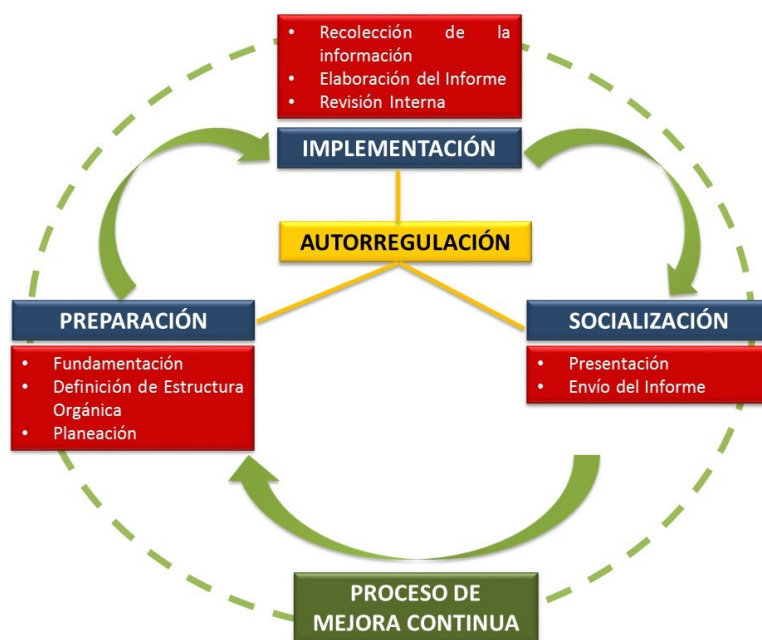 • Recolección de la
información
• Elaboración del Informe
• Revisión Interna
IMPLEMENTACIÓN
AUTORREGULACIÓN
PREPARACIÓN
• Fundamentación
• Definición de Estructura
Orgánica
• Planeación
SOCIALIZACIÓN
• Presentación
• Envío del Informe
PROCESO DE
MEJORA CONTINUA